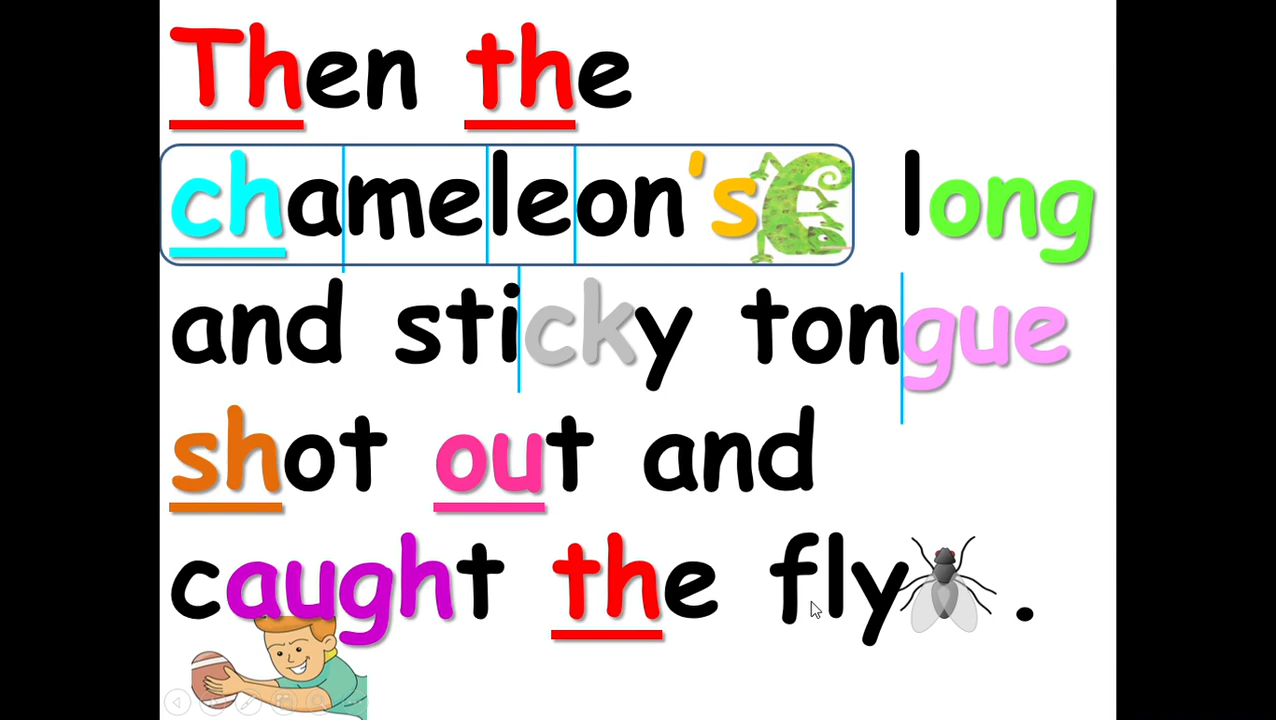 Then the
chameleon's long
and sticky tongue
shot out and
caught the fly.